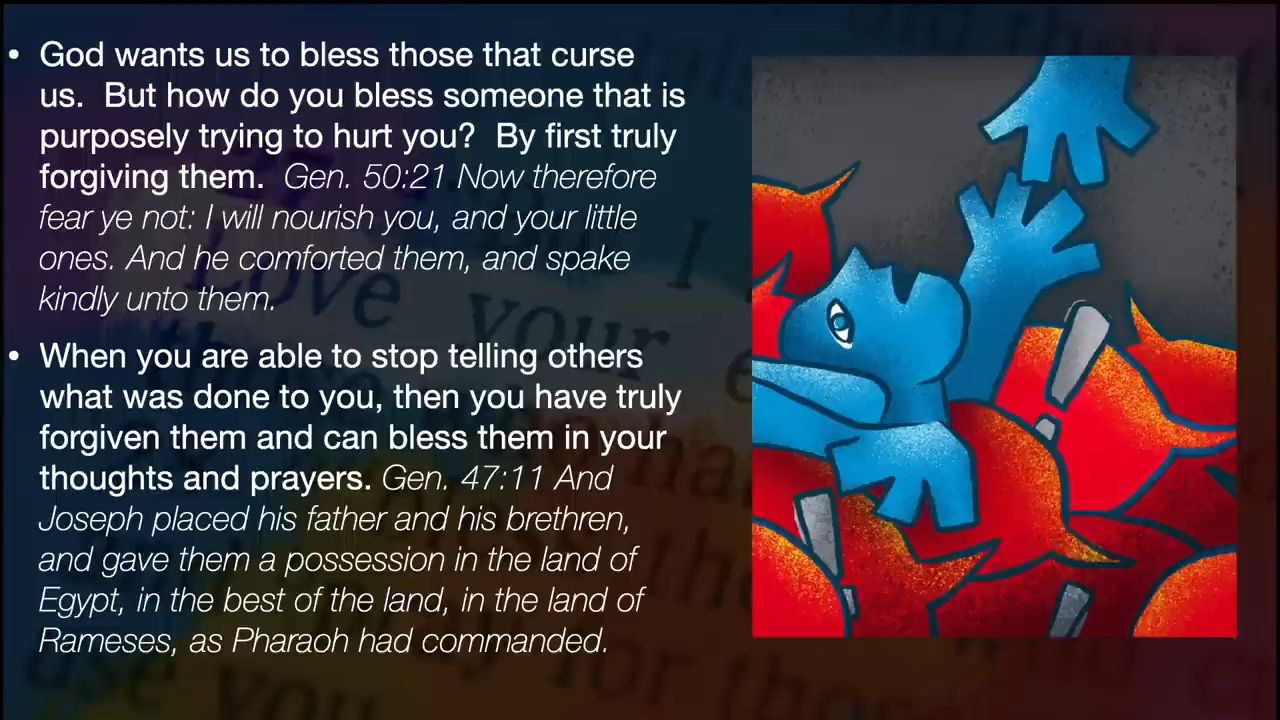 • God wants us to bless those that curse
us.  But how do you bless someone that is
purposely trying to hurt you?  By first truly
forgiving them.  Gen. 50:21 Now therefore
fear ye not: I will nourish you, and your little
ones. And he comforted them, and spake
kindly unto them.
• When you are able to stop telling others
what was done to you, then you have truly
forgiven them and can bless them in your
thoughts and prayers. Gen. 47:11 And
Joseph placed his father and his brethren,
and gave them a possession in the land of
Egypt, in the best of the land, in the land of
Rameses, as Pharaoh had commanded.
Love your
use you
for those